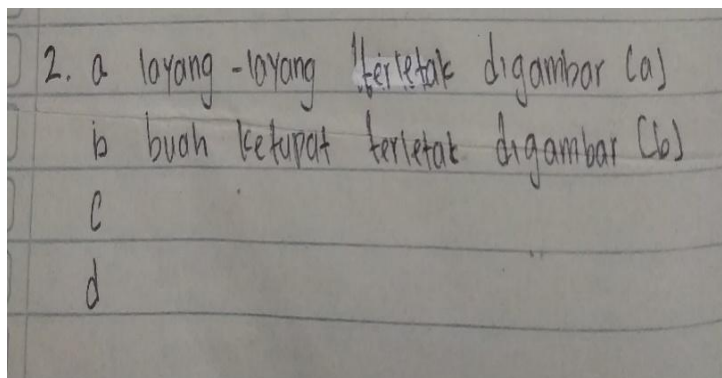 2. a layang-layang terletak digambar (a)
b buah ketupat terletak digambar (b)
c
d